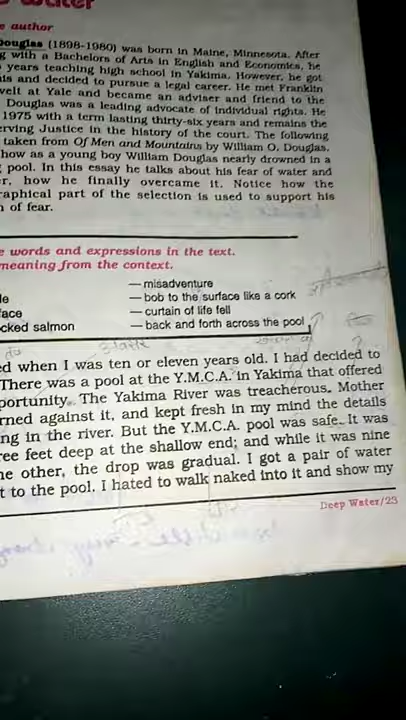 Water
e author
Douglas (1898-1980) was born in Maine, Minnesota. After
g with a Bachelors of Arts in English and Economics, he
years teaching high school in Yakima. However, he got
is and decided to pursue a legal career. He met Franklin
velt at Yale and became an adviser and friend to the
Douglas was a leading advocate of individual rights. He
1975 with a term lasting thirty-six years and remains the
erving Justice in the history of the court. The following
taken from Of Men and Mountains by William O. Douglas.
how as a young boy William Douglas nearly drowned in a
pool. In this essay he talks about his fear of water and
r, how he finally overcame it. Notice how the
raphical part of the selection is used to support his
n of fear.
e words and expressions in the text.
meaning from the context.
— misadventure
le — bob to the surface like a cork
face — curtain of life fell
cked salmon — back and forth across the pool
ed when I was ten or eleven years old. I had decided to
There was a pool at the Y.M.C.A. in Yakima that offered
portunity. The Yakima River was treacherous. Mother
rned against it, and kept fresh in my mind the details
ng in the river. But the Y.M.C.A. pool was safe. It was
ree feet deep at the shallow end; and while it was nine
he other, the drop was gradual. I got a pair of water
t to the pool. I hated to walk naked into it and show my
Deep Water/23